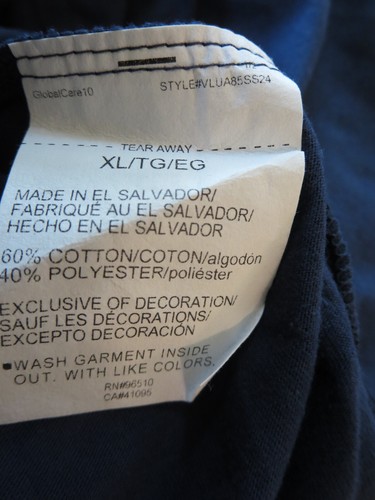 GlobalCare10
STYLE#VLUA85SS24
TEAR AWAY
XL/TG/EG
MADE IN EL SALVADOR/
FABRIQUÉ AU EL SALVADOR/
HECHO EN EL SALVADOR
60% COTTON/COTON/algodón
40% POLYESTER/poliéster
EXCLUSIVE OF DECORATION/
SAUF LES DÉCORATIONS/
EXCEPTO DECORACIÓN
▪WASH GARMENT INSIDE
OUT. WITH LIKE COLORS.
RN#96510
CA#41095